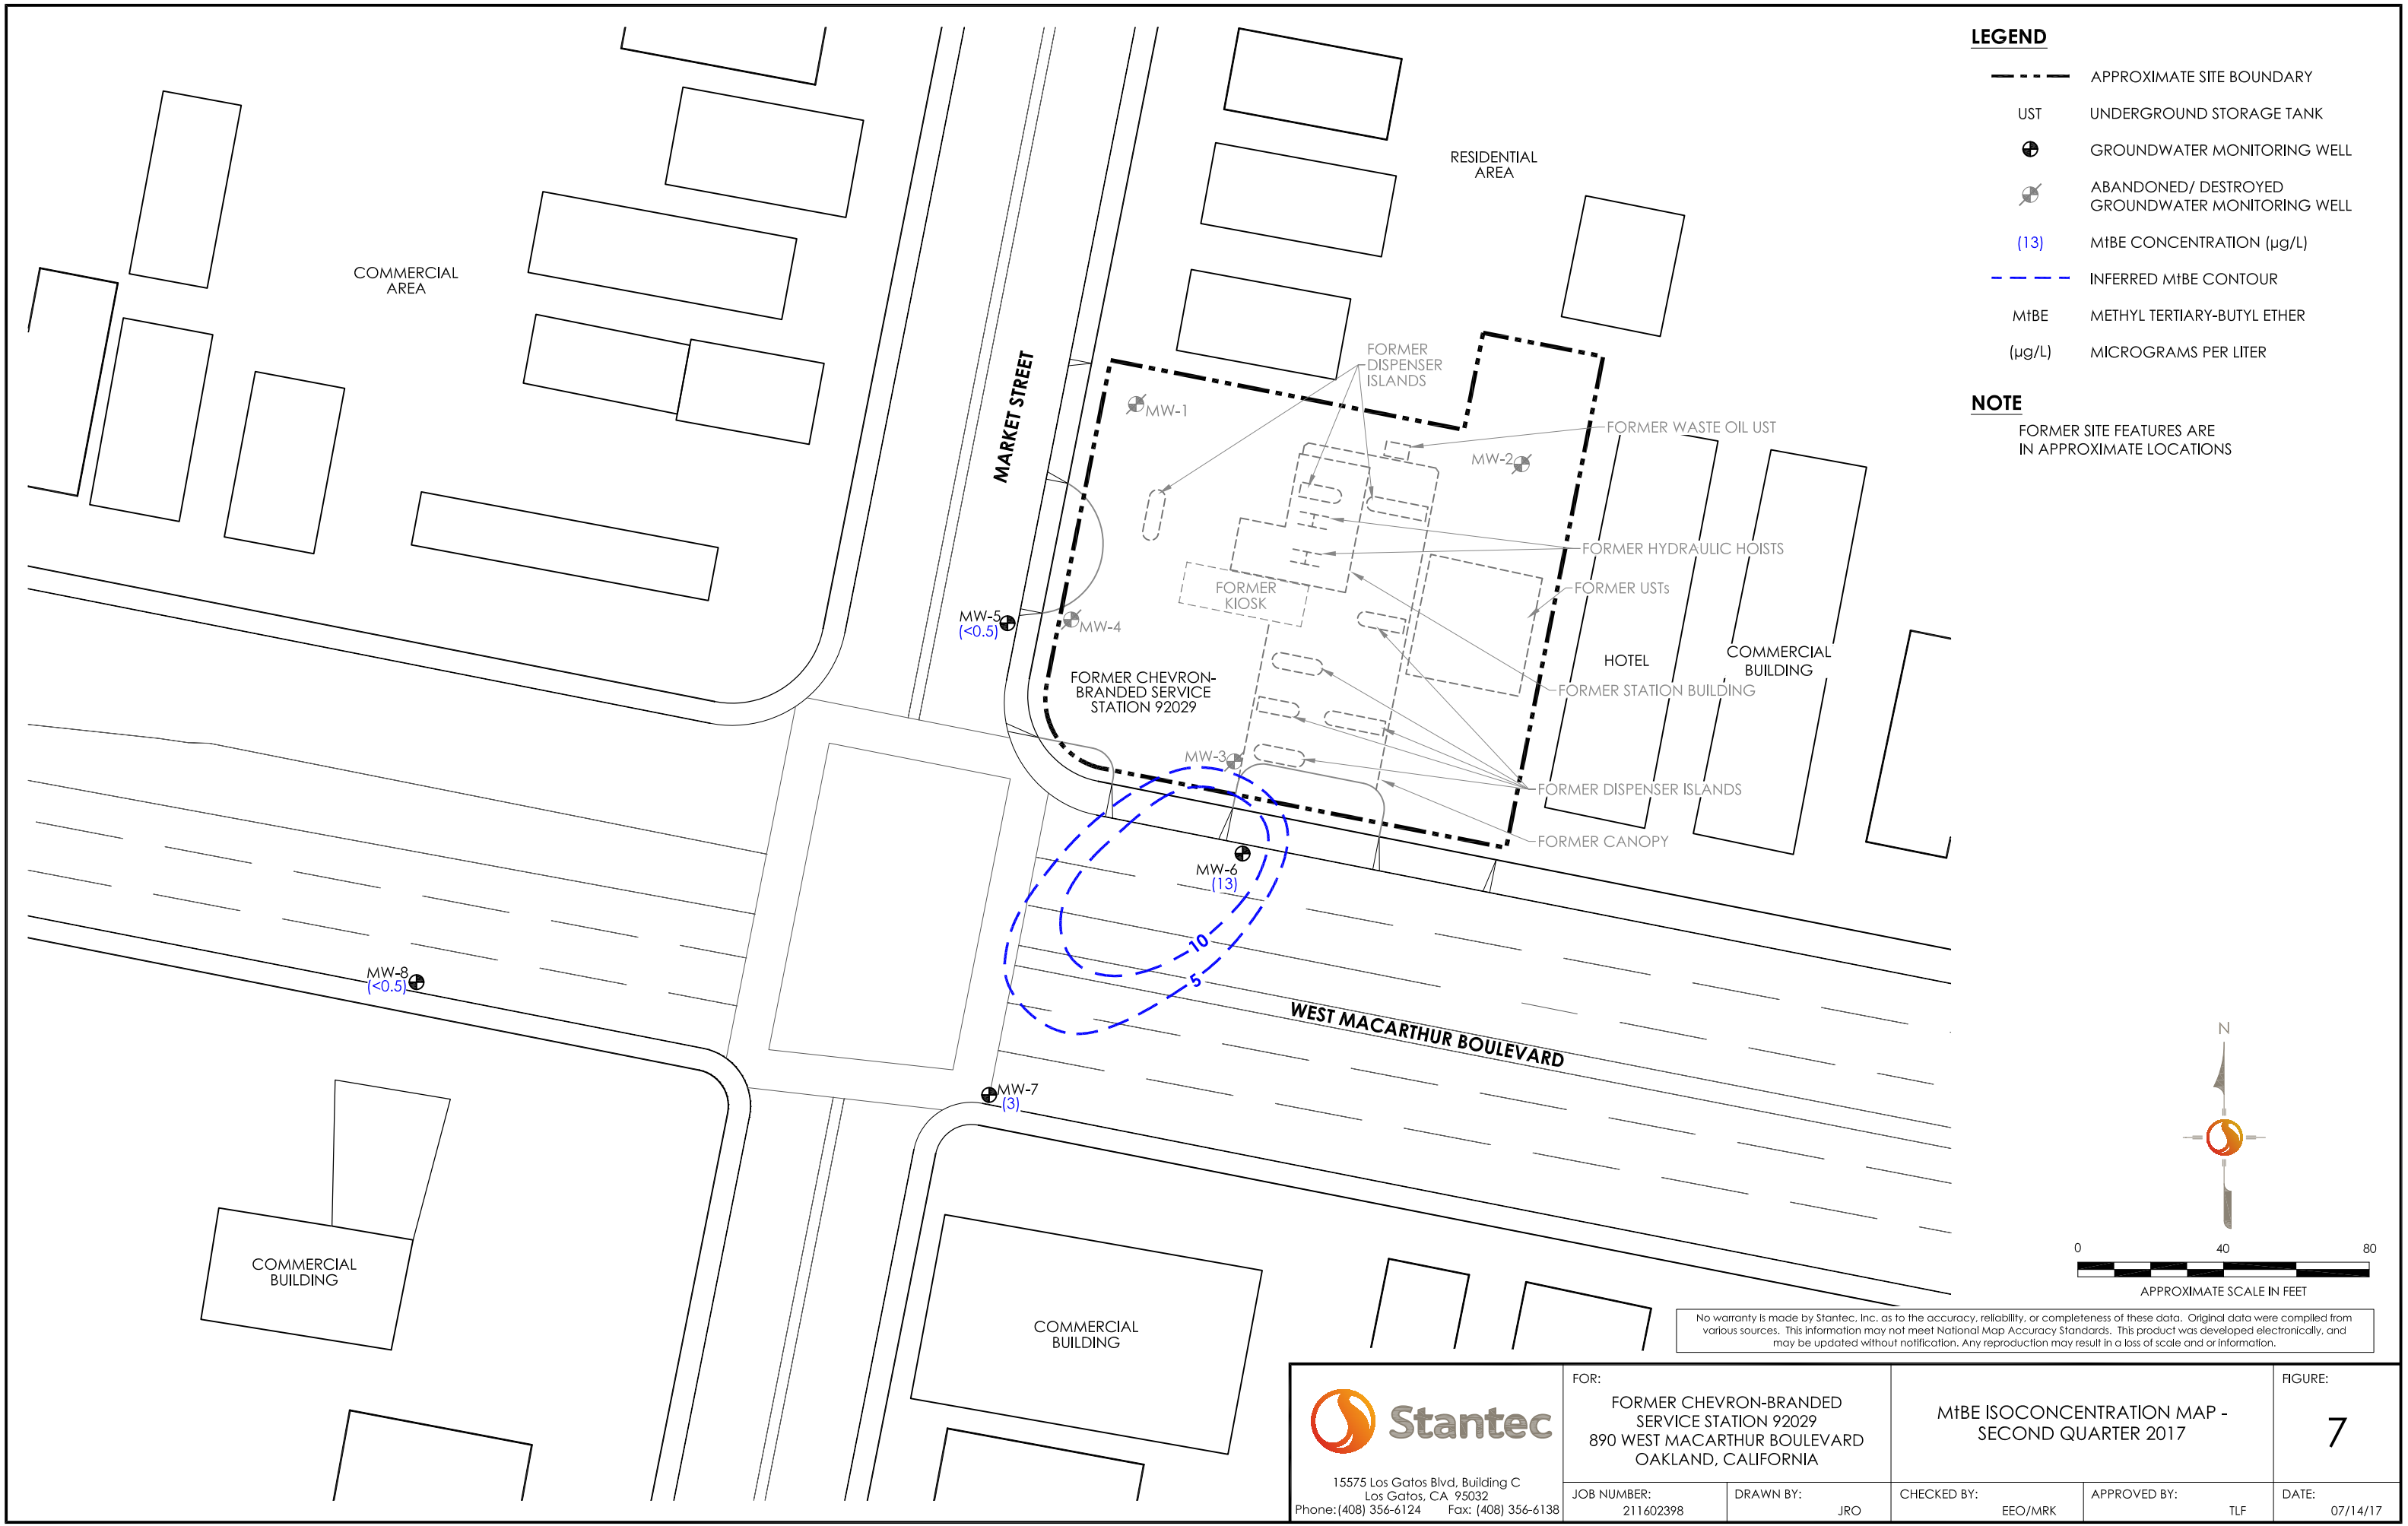 LEGEND
APPROXIMATE SITE BOUNDARY
UST UNDERGROUND STORAGE TANK
GROUNDWATER MONITORING WELL
ABANDONED/ DESTROYED
GROUNDWATER MONITORING WELL
(13) MtBE CONCENTRATION (µg/L)
INFERRED MtBE CONTOUR
MtBE METHYL TERTIARY-BUTYL ETHER
(µg/L) MICROGRAMS PER LITER
NOTE
FORMER SITE FEATURES ARE
IN APPROXIMATE LOCATIONS
RESIDENTIAL
AREA
COMMERCIAL
AREA
MARKET STREET
FORMER
DISPENSER
ISLANDS
MW-1
FORMER WASTE OIL UST
MW-2
FORMER HYDRAULIC HOISTS
FORMER
KIOSK
FORMER USTs
MW-5
(<0.5)
MW-4
HOTEL
COMMERCIAL
BUILDING
FORMER CHEVRON-
BRANDED SERVICE
STATION 92029
FORMER STATION BUILDING
MW-3
FORMER DISPENSER ISLANDS
FORMER CANOPY
MW-6
(13)
10
5
MW-8
(<0.5)
WEST MACARTHUR BOULEVARD
MW-7
(3)
COMMERCIAL
BUILDING
COMMERCIAL
BUILDING
N
0 40 80
APPROXIMATE SCALE IN FEET
No warranty is made by Stantec, Inc. as to the accuracy, reliability, or completeness of these data. Original data were compiled from
various sources. This information may not meet National Map Accuracy Standards. This product was developed electronically, and
may be updated without notification. Any reproduction may result in a loss of scale and or information.
Stantec
15575 Los Gatos Blvd, Building C
Los Gatos, CA 95032
Phone:(408) 356-6124 Fax: (408) 356-6138
FOR:
FORMER CHEVRON-BRANDED
SERVICE STATION 92029
890 WEST MACARTHUR BOULEVARD
OAKLAND, CALIFORNIA
MtBE ISOCONCENTRATION MAP -
SECOND QUARTER 2017
FIGURE:
7
JOB NUMBER:
211602398
DRAWN BY:
JRO
CHECKED BY:
EEO/MRK
APPROVED BY:
TLF
DATE:
07/14/17